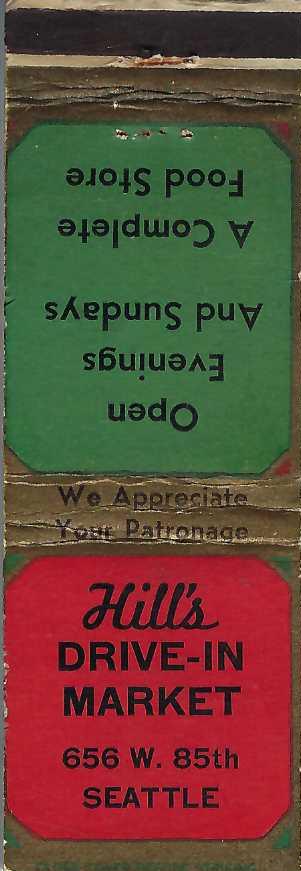 Open
Evenings
And Sundays
A Complete
Food Store
We Appreciate
Your Patronage
Hill's
DRIVE-IN
MARKET
656 W. 85th
SEATTLE